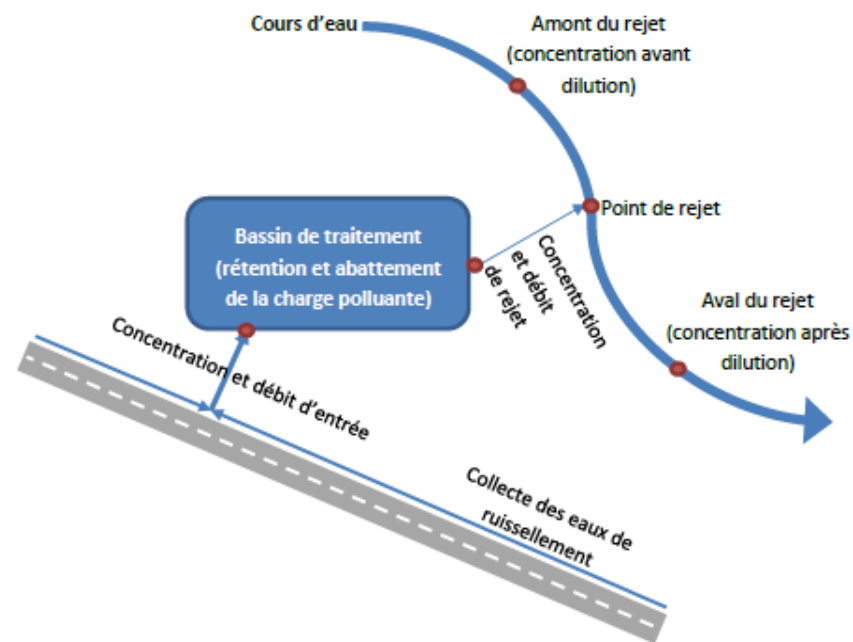 Cours d'eau
Amont du rejet
(concentration avant
dilution)
Point de rejet
Bassin de traitement
(rétention et abattement
de la charge polluante)
Concentration
et débit
de rejet
Aval du rejet
(concentration après
dilution)
Concentration et débit d'entrée
Collecte des eaux de
ruissellement